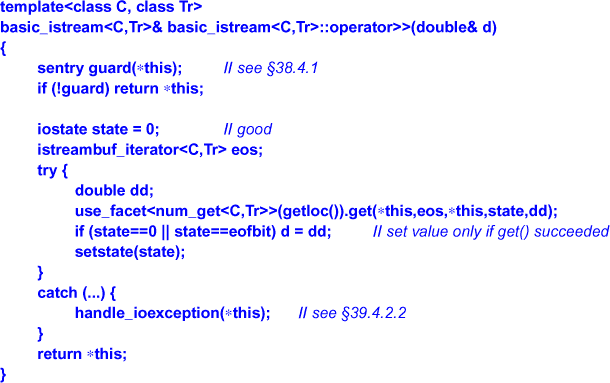 template<class C, class Tr>
basic_istream<C,Tr>& basic_istream<C,Tr>::operator>>(double& d)
{
sentry guard(∗this); // see §38.4.1
if (!guard) return ∗this;
iostate state = 0; // good
istreambuf_iterator<C,Tr> eos;
try {
double dd;
use_facet<num_get<C,Tr>>(getloc()).get(∗this,eos,∗this,state,dd);
if (state==0 || state==eofbit) d = dd; // set value only if get() succeeded
setstate(state);
}
catch (...) {
handle_ioexception(∗this); // see §39.4.2.2
}
return ∗this;
}